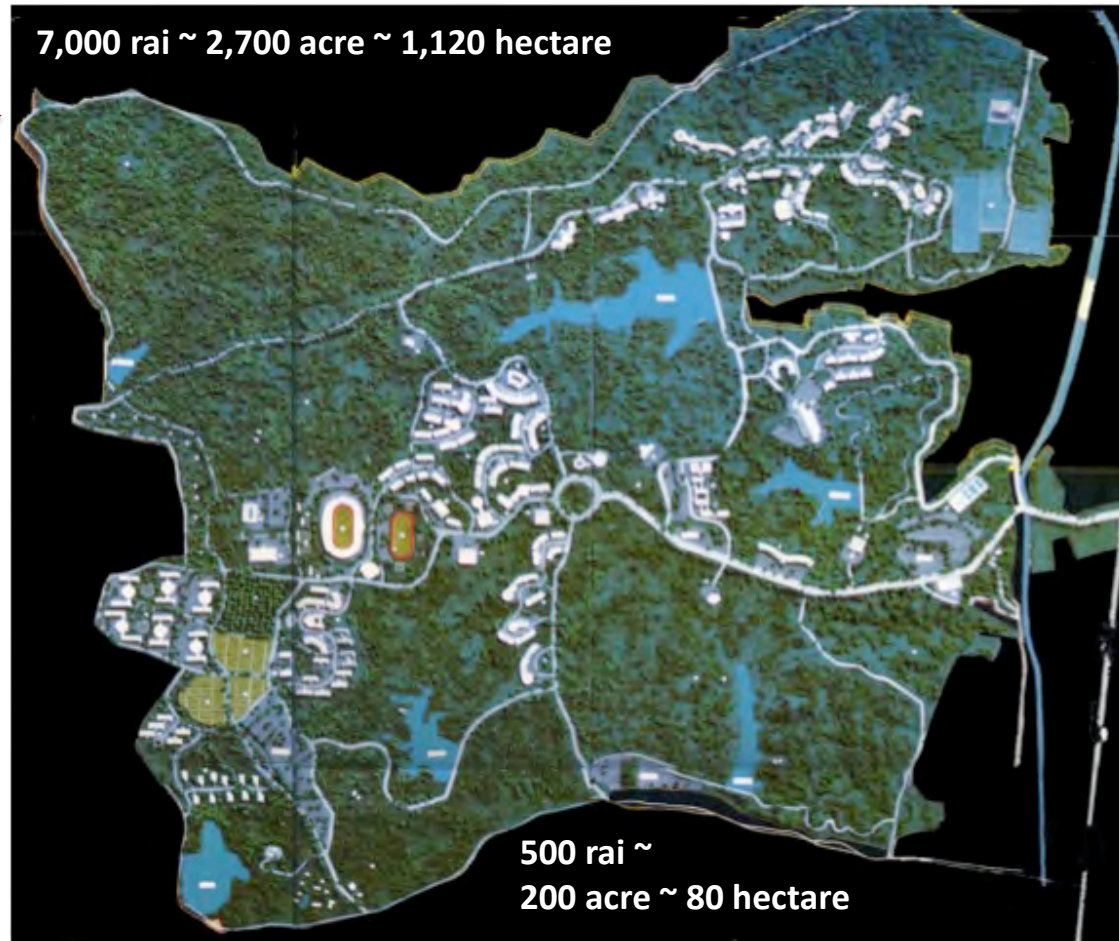 7,000 rai ~ 2,700 acre ~ 1,120 hectare
500 rai ~
200 acre ~ 80 hectare